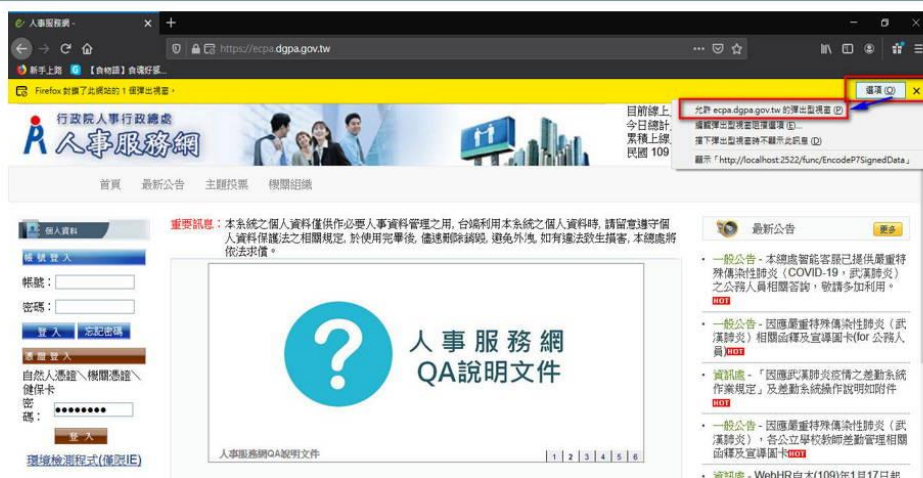 人事服務網 -
https://ecpa.dgpa.gov.tw
新手上路
【食物語】食魂好感...
Firefox 封鎖了此網站的 1 個彈出視窗。
選項(O)
允許 ecpa.dgpa.gov.tw 的彈出型視窗(P)
編輯彈出型視窗阻擋選項(E)...
擋下彈出型視窗時不顯示此訊息(D)
顯示「http://localhost:2522/func/EncodeP7SignedData」
行政院人事行政總處
人事服務網
目前線上
今日總計
累積上線
民國 109
首頁
最新公告
主題投票
機關組織
個人資料
帳號登入
帳號：
密碼：
登入
忘記密碼
憑證登入
自然人憑證╲機關憑證╲
健保卡
密
碼：
登入
環境檢測程式(僅限IE)
重要訊息：本系統之個人資料僅供作必要人事資料管理之用, 台端利用本系統之個人資料時, 請留意遵守個
人資料保護法之相關規定, 於使用完畢後, 儘速刪除銷毀, 避免外洩, 如有違法致生損害, 本總處將
依法求償。
人事服務網
QA說明文件
人事服務網QA說明文件
1 2 3 4 5 6
最新公告
更多
一般公告 - 本總處智能客服已提供嚴重特
殊傳染性肺炎（COVID-19，武漢肺炎）
之公務人員相關答詢，敬請多加利用。
HOT
一般公告 - 因應嚴重特殊傳染性肺炎（武
漢肺炎）相關函釋及宣導圖卡(for 公務人
員)HOT
資訊處 - 「因應武漢肺炎疫情之差勤系統
作業規定」及差勤系統操作說明如附件
HOT
一般公告 - 因應嚴重特殊傳染性肺炎（武
漢肺炎），各公立學校教師差勤管理相關
函釋及宣導圖卡HOT
資訊處 - WebHR自本(109)年1月17日起